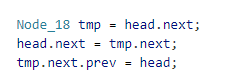 Node_18 tmp = head.next;
head.next = tmp.next;
tmp.next.prev = head;